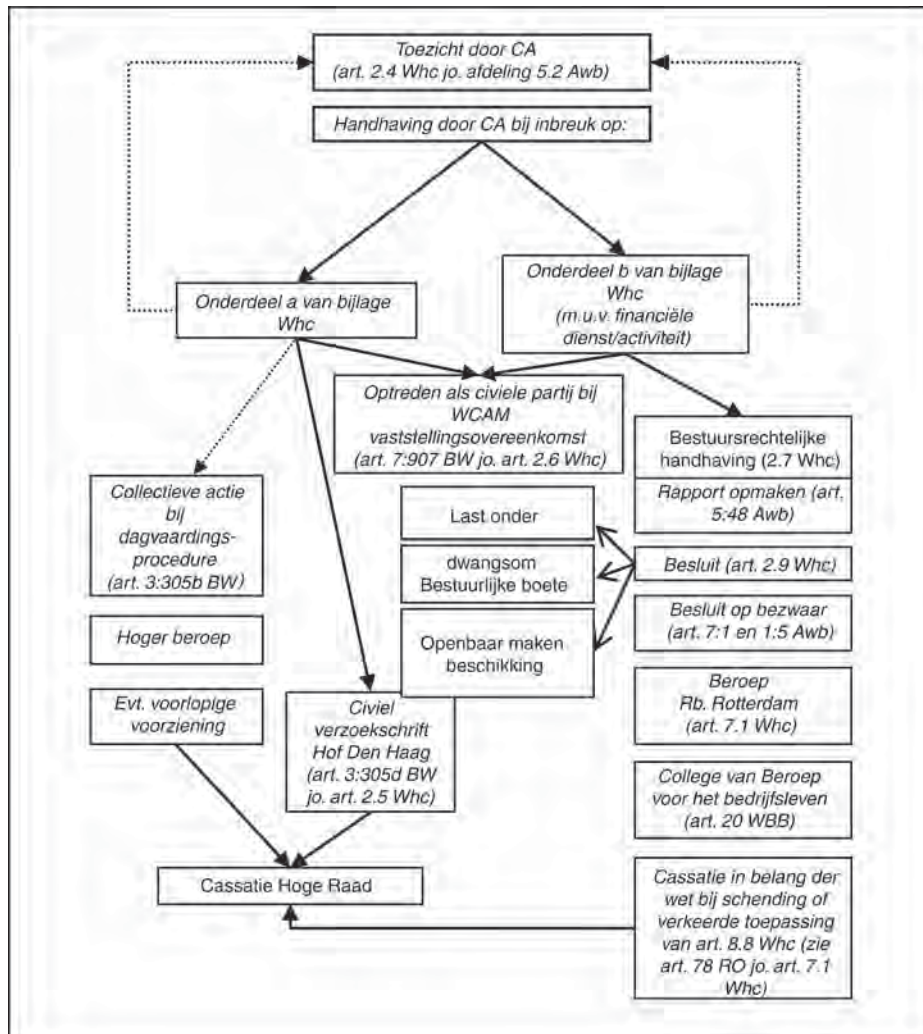 Toezicht door CA
(art. 2.4 Whc jo. afdeling 5.2 Awb)
Handhaving door CA bij inbreuk op:
Onderdeel a van bijlage
Whc
Onderdeel b van bijlage
Whc
(m.u.v. financiële
dienst/activiteit)
Optreden als civiele partij bij
WCAM
vaststellingsovereenkomst
(art. 7:907 BW jo. art. 2.6 Whc)
Bestuursrechtelijke
handhaving (2.7 Whc)
Rapport opmaken (art.
5:48 Awb)
Collectieve actie
bij
dagvaardings-
procedure
(art. 3:305b BW)
Last onder
dwangsom
Bestuurlijke boete
Openbaar maken
beschikking
Besluit (art. 2.9 Whc)
Besluit op bezwaar
(art. 7:1 en 1:5 Awb)
Hoger beroep
Evt. voorlopige
voorziening
Civiel
verzoekschrift
Hof Den Haag
(art. 3:305d BW
jo. art. 2.5 Whc)
Beroep
Rb. Rotterdam
(art. 7.1 Whc)
College van Beroep
voor het bedrijfsleven
(art. 20 WBB)
Cassatie Hoge Raad
Cassatie in belang der
wet bij schending of
verkeerde toepassing
van art. 8.8 Whc (zie
art. 78 RO jo. art. 7.1
Whc)